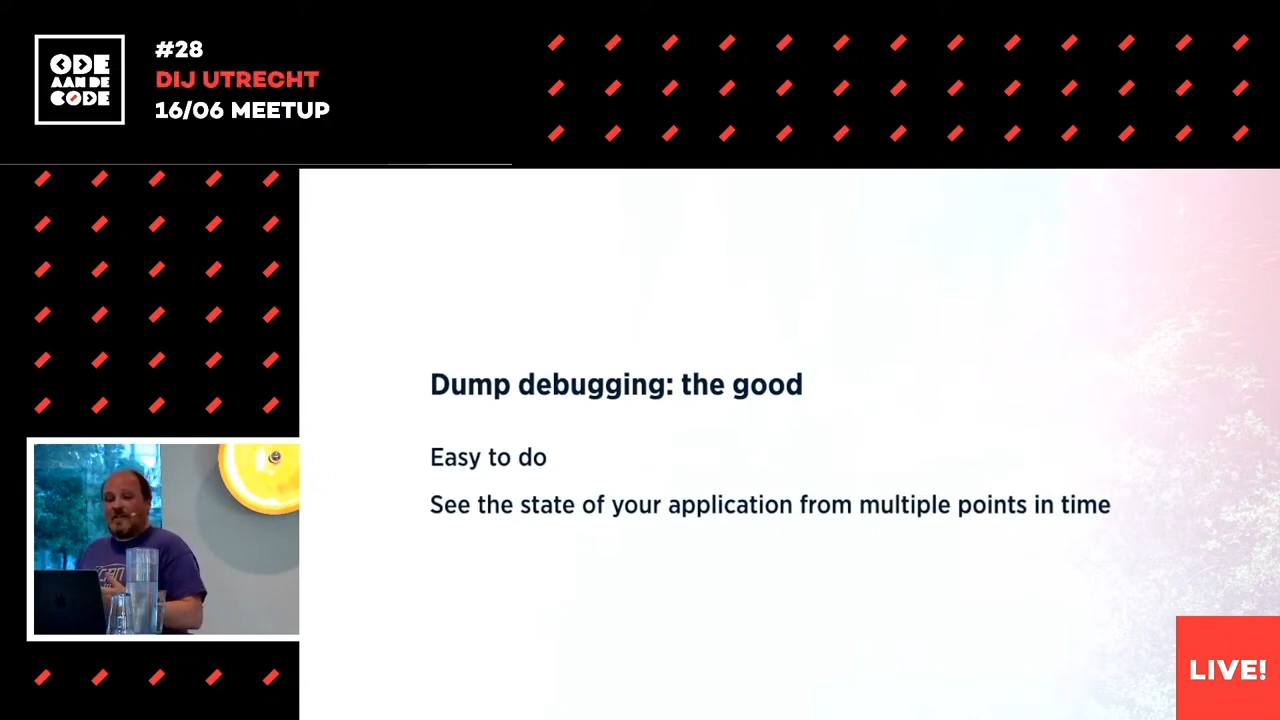 ODE
AAN DE
CODE
#28
DIJ UTRECHT
16/06 MEETUP
Dump debugging: the good
Easy to do
See the state of your application from multiple points in time
LIVE!